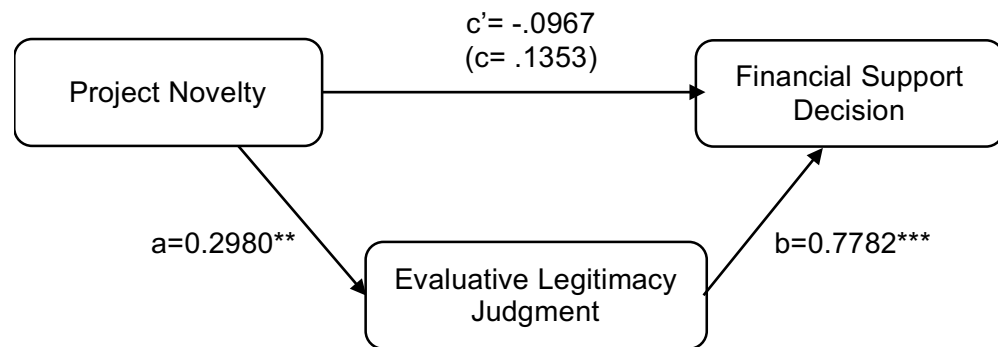 c’= -.0967
(c= .1353)
Project Novelty
Financial Support
Decision
a=0.2980**
b=0.7782***
Evaluative Legitimacy
Judgment